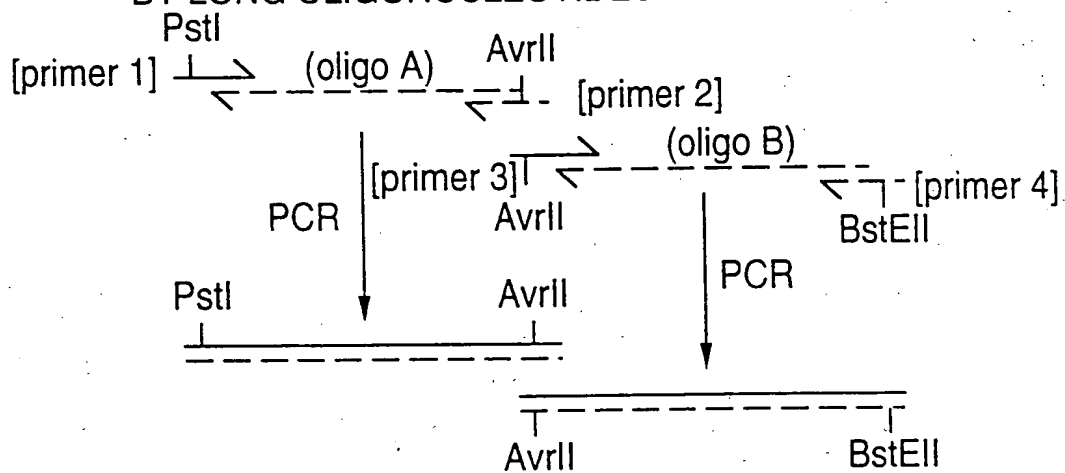 PstI
[primer 1]
(oligo A)
AvrII
[primer 2]
(oligo B)
[primer 3]
[primer 4]
AvrII
BstEII
PCR
PCR
PstI
AvrII
AvrII
BstEII